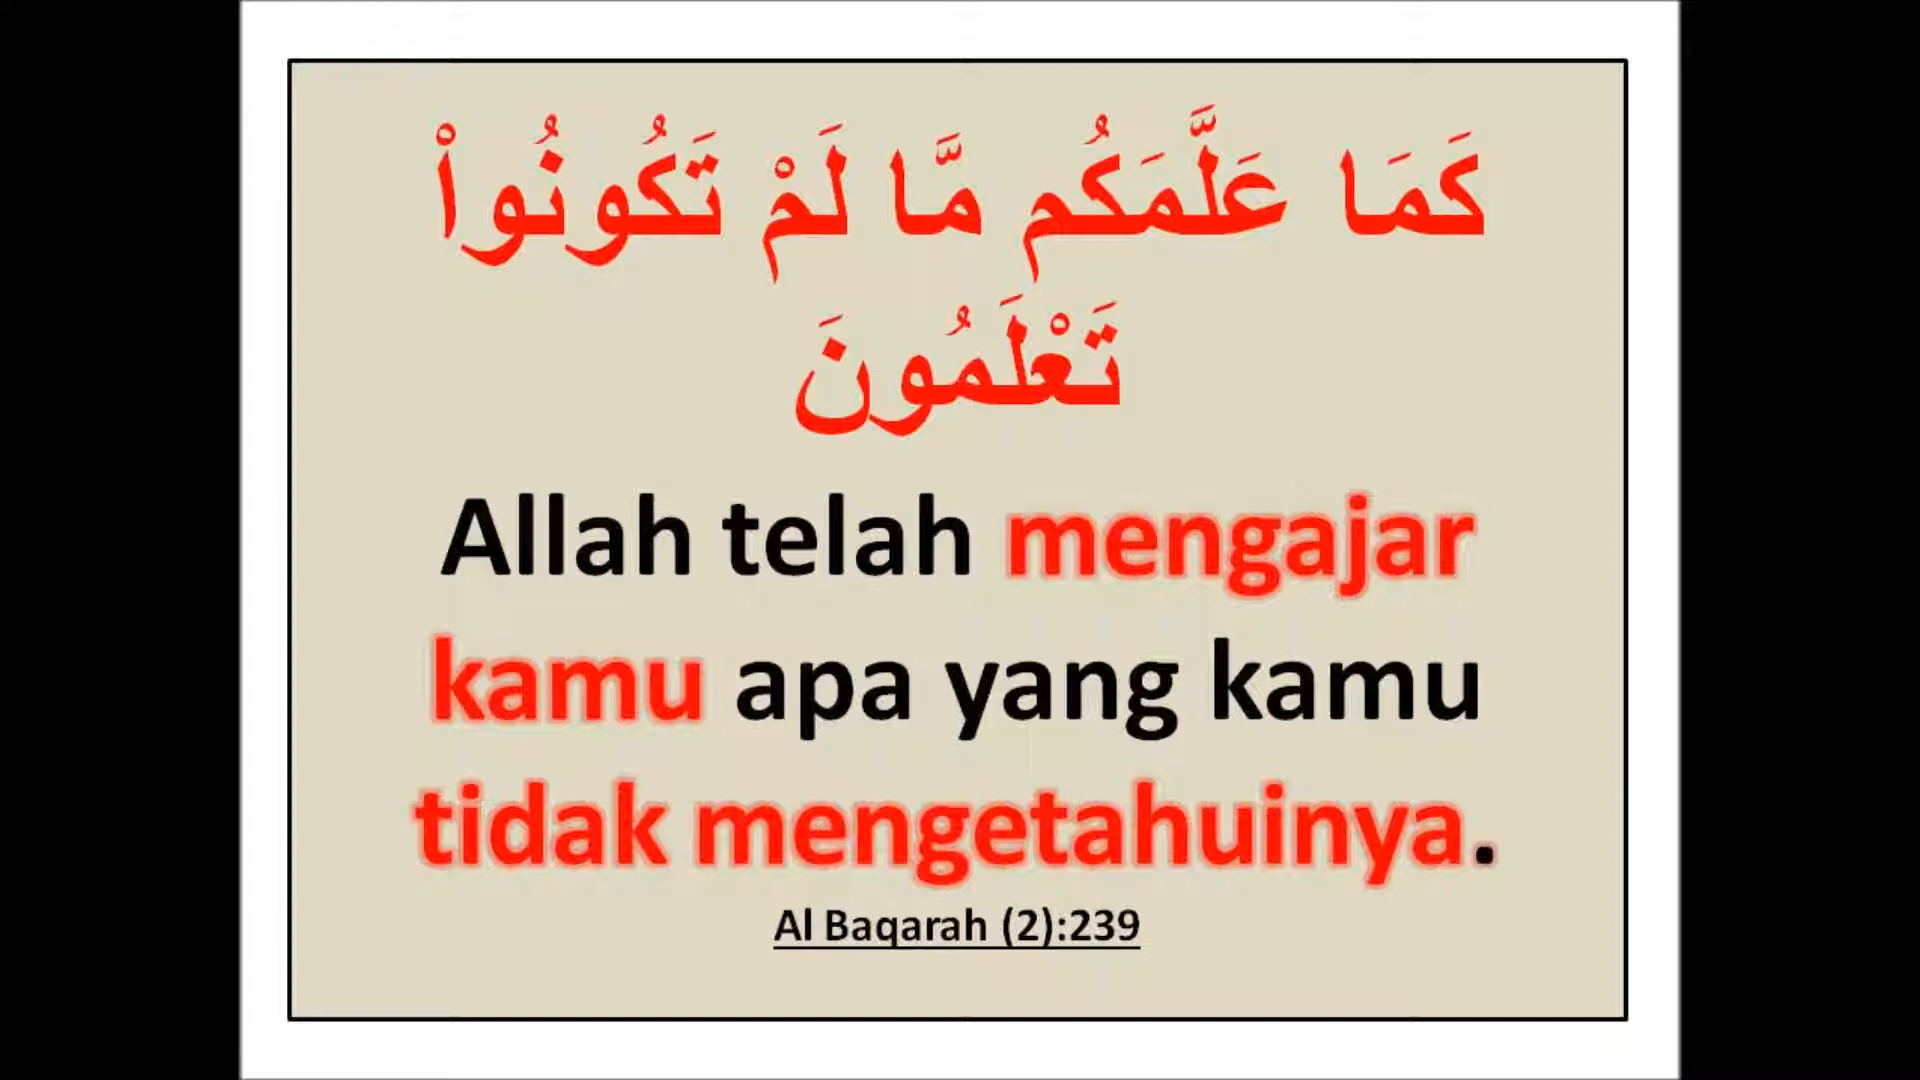 كَمَا عَلَّمَكُم مَّا لَمْ تَكُونُواْ
تَعْلَمُونَ
Allah telah mengajar
kamu apa yang kamu
tidak mengetahuinya.
Al Baqarah (2):239